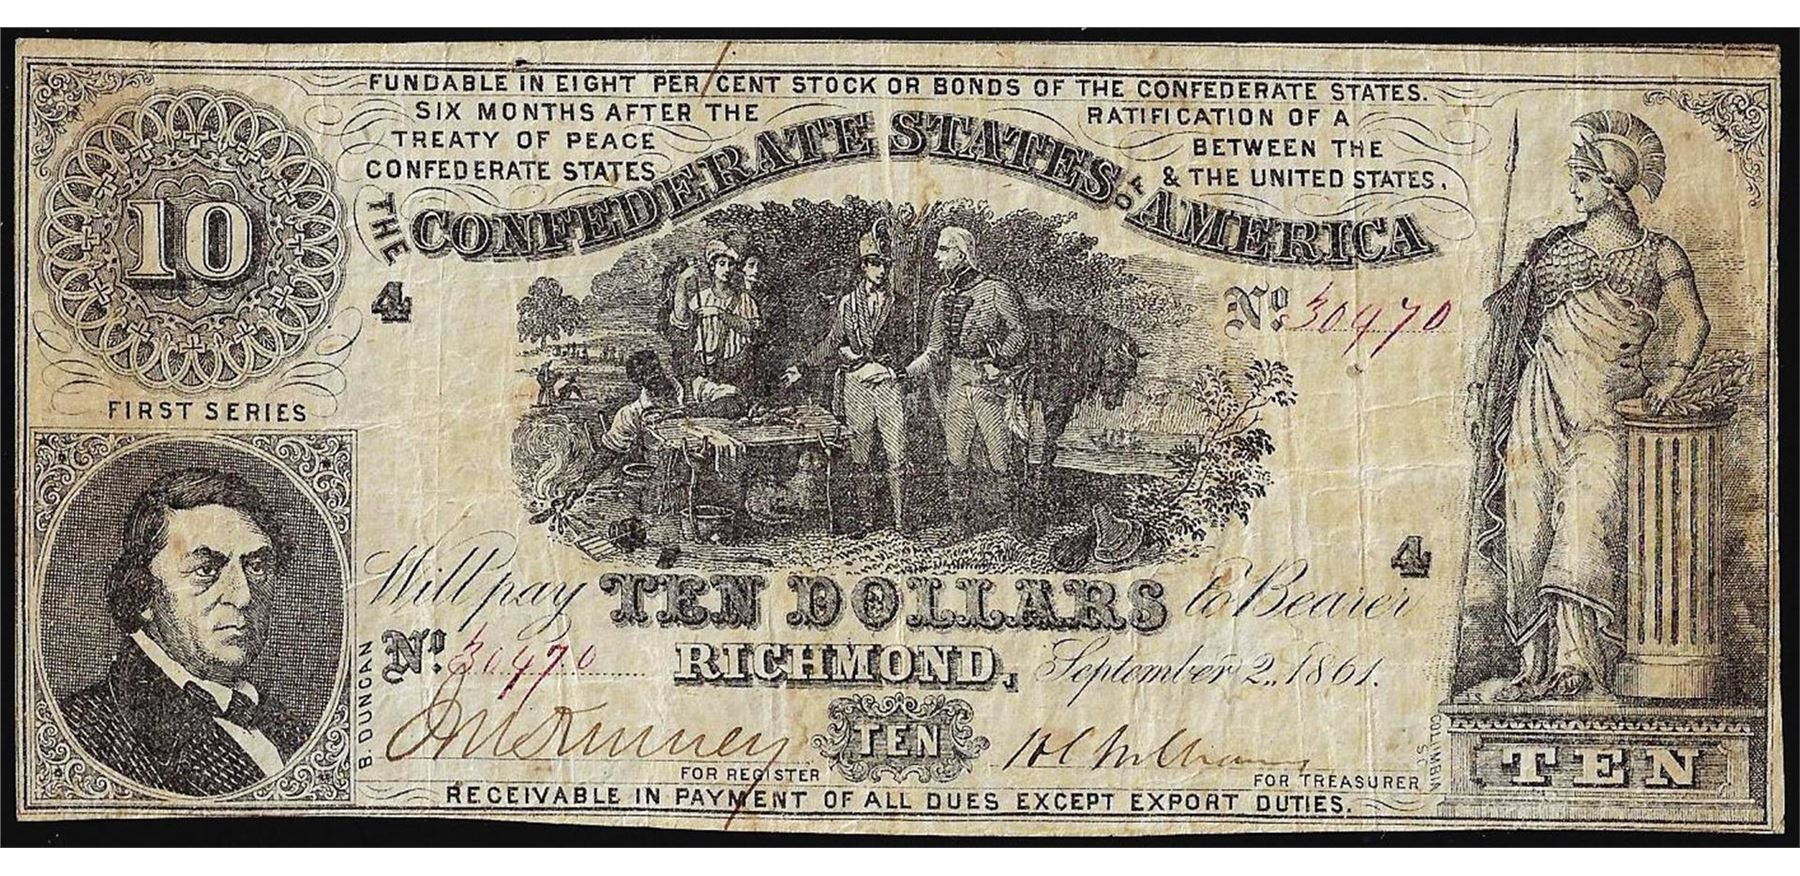 FUNDABLE IN EIGHT PER CENT STOCK OR BONDS OF THE CONFEDERATE STATES.
SIX MONTHS AFTER THE RATIFICATION OF A
TREATY OF PEACE BETWEEN THE
CONFEDERATE STATES & THE UNITED STATES.
THE CONFEDERATE STATES OF AMERICA
10
4
No. 30470
FIRST SERIES
4
Will pay TEN DOLLARS to Bearer
No. 30470
RICHMOND, September 2, 1861.
B. DUNCAN
TEN
FOR REGISTER
FOR TREASURER
COLUMBIA S.C.
TEN
RECEIVABLE IN PAYMENT OF ALL DUES EXCEPT EXPORT DUTIES.